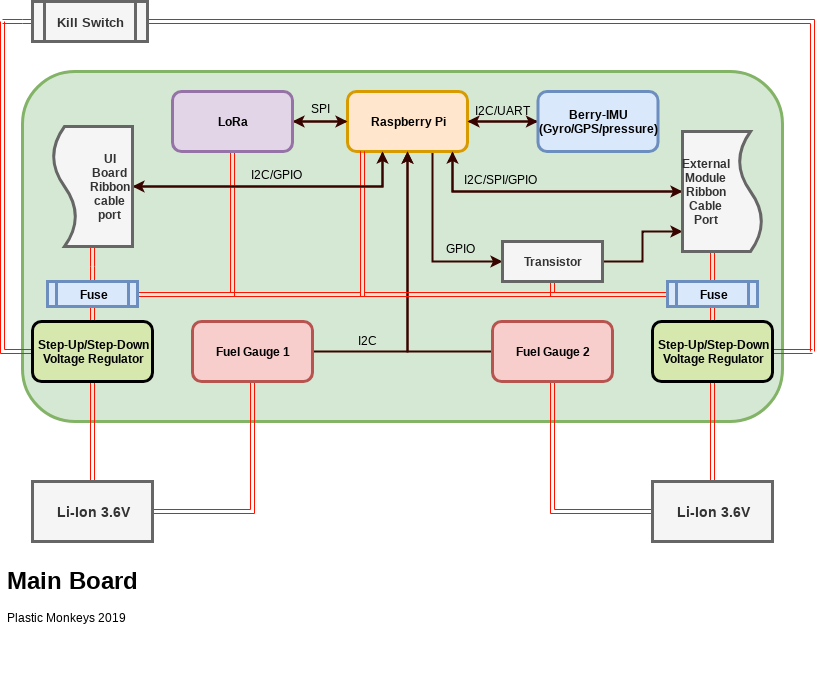 Kill Switch
LoRa
SPI
Raspberry Pi
I2C/UART
Berry-IMU
(Gyro/GPS/pressure)
UI
Board
Ribbon
cable
port
I2C/GPIO
I2C/SPI/GPIO
External
Module
Ribbon
Cable
Port
GPIO
Transistor
Fuse
Fuse
Step-Up/Step-Down
Voltage Regulator
Fuel Gauge 1
I2C
Fuel Gauge 2
Step-Up/Step-Down
Voltage Regulator
Li-Ion 3.6V
Li-Ion 3.6V
Main Board
Plastic Monkeys 2019